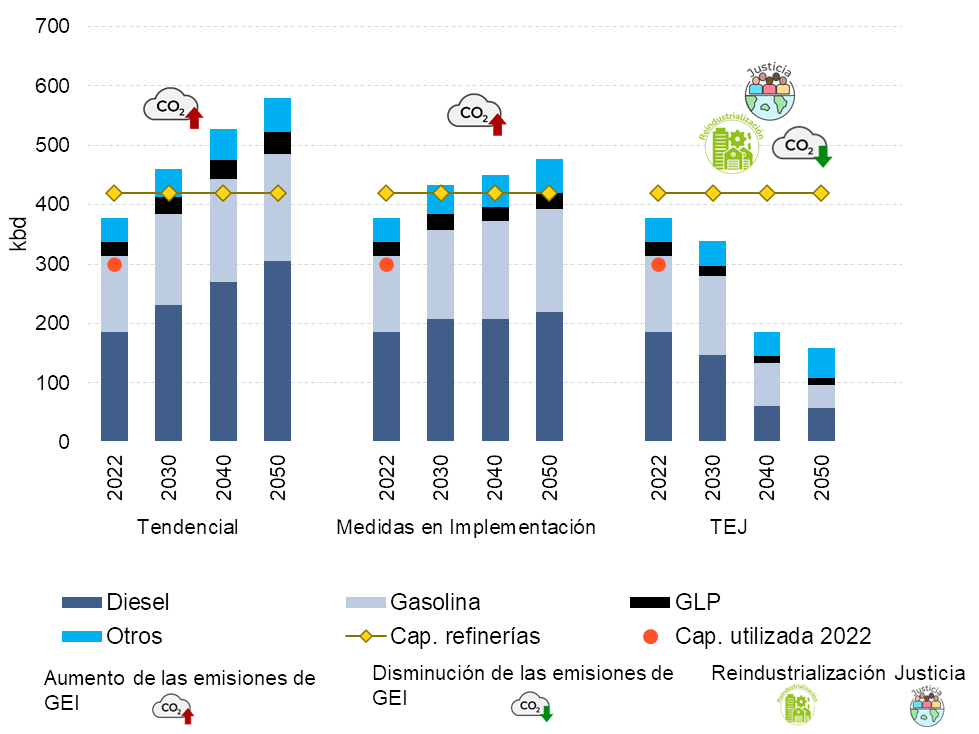 700
600
500
400
300
200
100
0
kbd
CO2
CO2
Justicia
Reindustrialización
CO2
2022
2030
2040
2050
2022
2030
2040
2050
2022
2030
2040
2050
Tendencial
Medidas en Implementación
TEJ
Diesel
Gasolina
GLP
Otros
Cap. refinerías
Cap. utilizada 2022
Aumento de las emisiones de
GEI
CO2
Disminución de las emisiones de
GEI
CO2
Reindustrialización
Justicia
Reindustrialización
Justicia